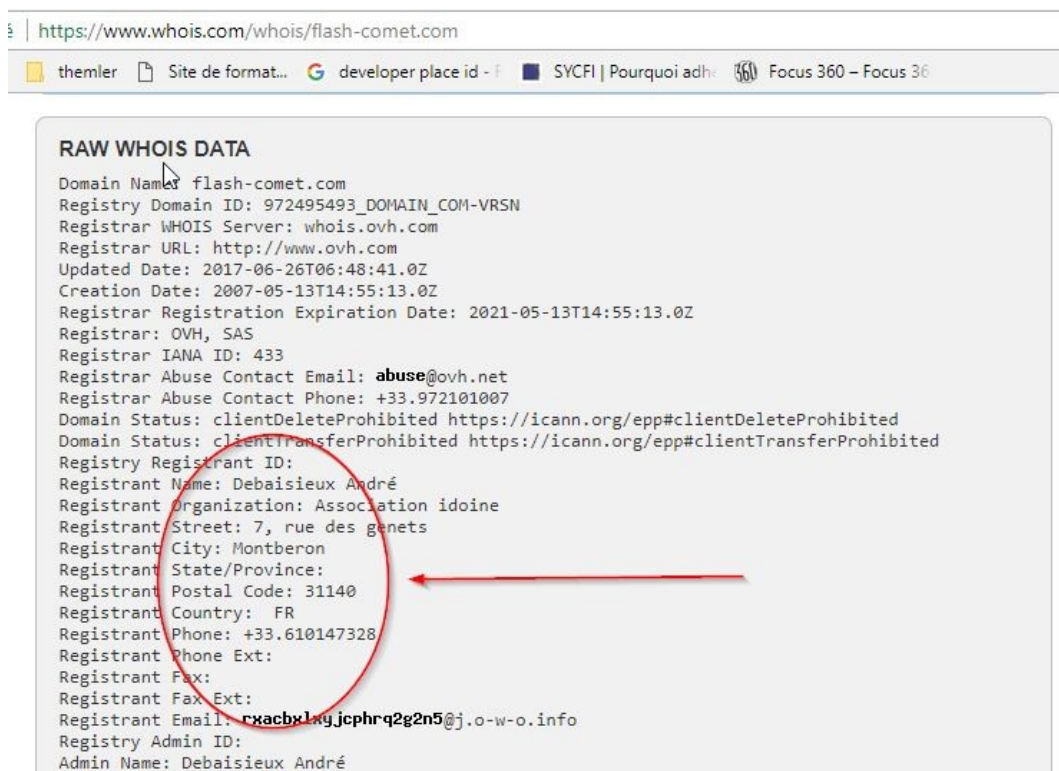 é | https://www.whois.com/whois/flash-comet.com
themler Site de format... developer place id - SYCFI | Pourquoi adh Focus 360 – Focus 36
RAW WHOIS DATA
Domain Name: flash-comet.com
Registry Domain ID: 972495493_DOMAIN_COM-VRSN
Registrar WHOIS Server: whois.ovh.com
Registrar URL: http://www.ovh.com
Updated Date: 2017-06-26T06:48:41.0Z
Creation Date: 2007-05-13T14:55:13.0Z
Registrar Registration Expiration Date: 2021-05-13T14:55:13.0Z
Registrar: OVH, SAS
Registrar IANA ID: 433
Registrar Abuse Contact Email: abuse@ovh.net
Registrar Abuse Contact Phone: +33.972101007
Domain Status: clientDeleteProhibited https://icann.org/epp#clientDeleteProhibited
Domain Status: clientTransferProhibited https://icann.org/epp#clientTransferProhibited
Registry Registrant ID:
Registrant Name: Debaisieux André
Registrant Organization: Association idoine
Registrant Street: 7, rue des genets
Registrant City: Montberon
Registrant State/Province:
Registrant Postal Code: 31140
Registrant Country: FR
Registrant Phone: +33.610147328
Registrant Phone Ext:
Registrant Fax:
Registrant Fax Ext:
Registrant Email: rxacbxlxyjcphrq2g2n5@j.o-w-o.info
Registry Admin ID:
Admin Name: Debaisieux André